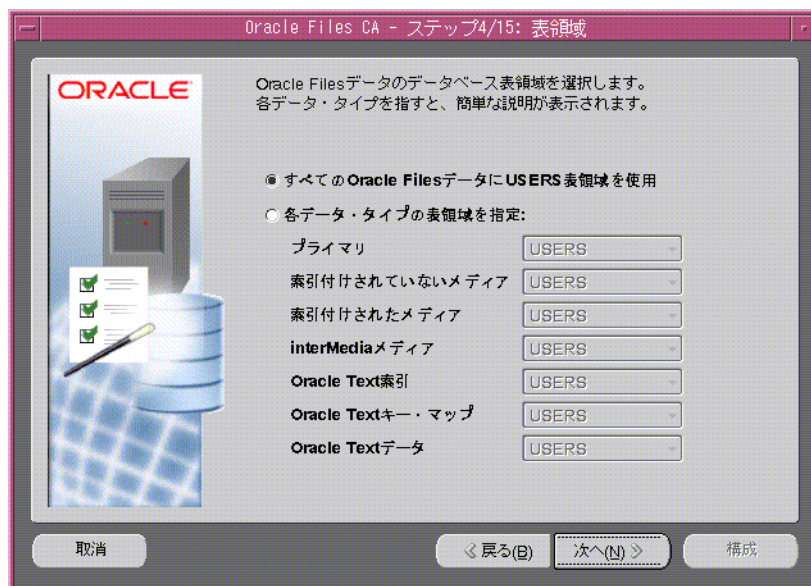 Oracle Files CA - ステップ4/15: 表領域
ORACLE
Oracle Filesデータのデータベース表領域を選択します。
各データ・タイプを指すと、簡単な説明が表示されます。
すべてのOracle FilesデータにUSERS表領域を使用
各データ・タイプの表領域を指定:
プライマリ USERS
索引付けされていないメディア USERS
索引付けされたメディア USERS
interMediaメディア USERS
Oracle Text索引 USERS
Oracle Textキー・マップ USERS
Oracle Textデータ USERS
取消 戻る(B) 次へ(N) 構成